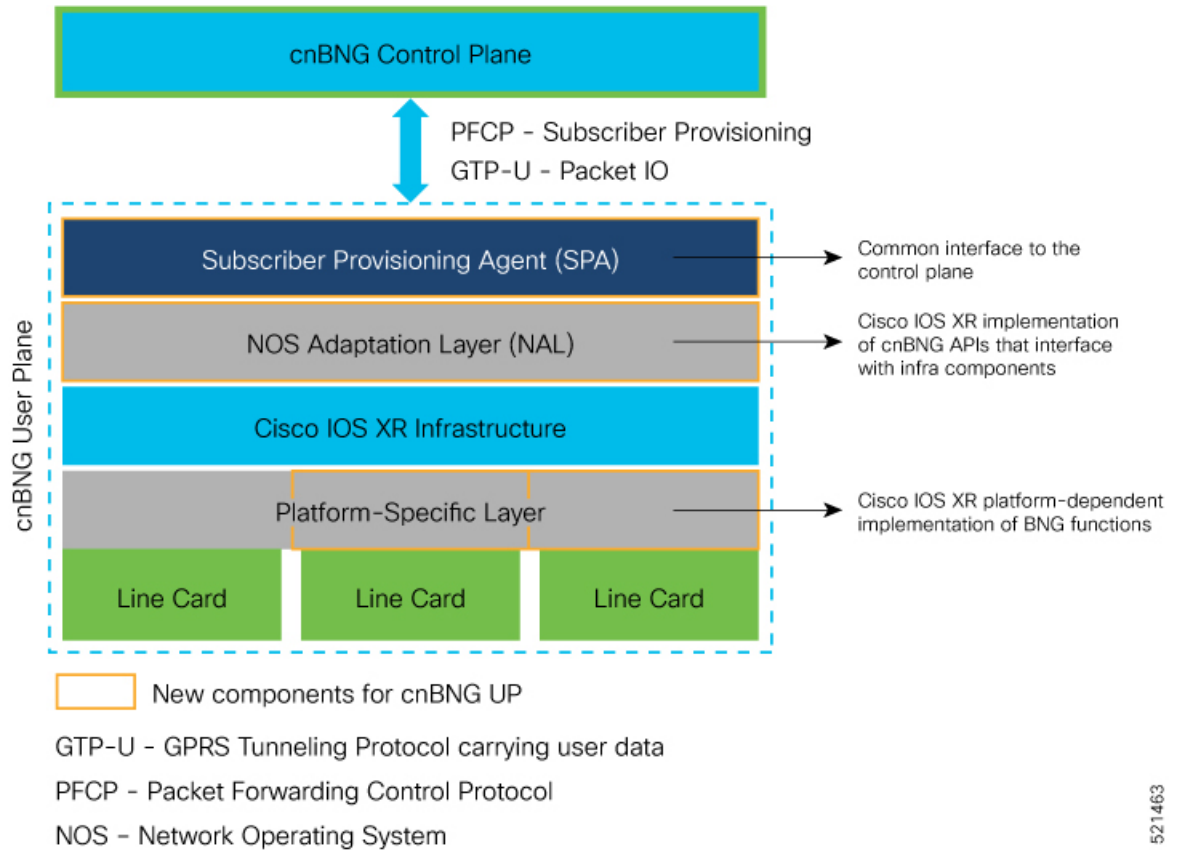 cnBNG Control Plane
PFCP - Subscriber Provisioning
GTP-U - Packet IO
cnBNG User Plane
Subscriber Provisioning Agent (SPA)
Common interface to the
control plane
NOS Adaptation Layer (NAL)
Cisco IOS XR implementation
of cnBNG APIs that interface
with infra components
Cisco IOS XR Infrastructure
Platform-Specific Layer
Cisco IOS XR platform-dependent
implementation of BNG functions
Line Card
Line Card
Line Card
New components for cnBNG UP
GTP-U - GPRS Tunneling Protocol carrying user data
PFCP - Packet Forwarding Control Protocol
NOS - Network Operating System
521463